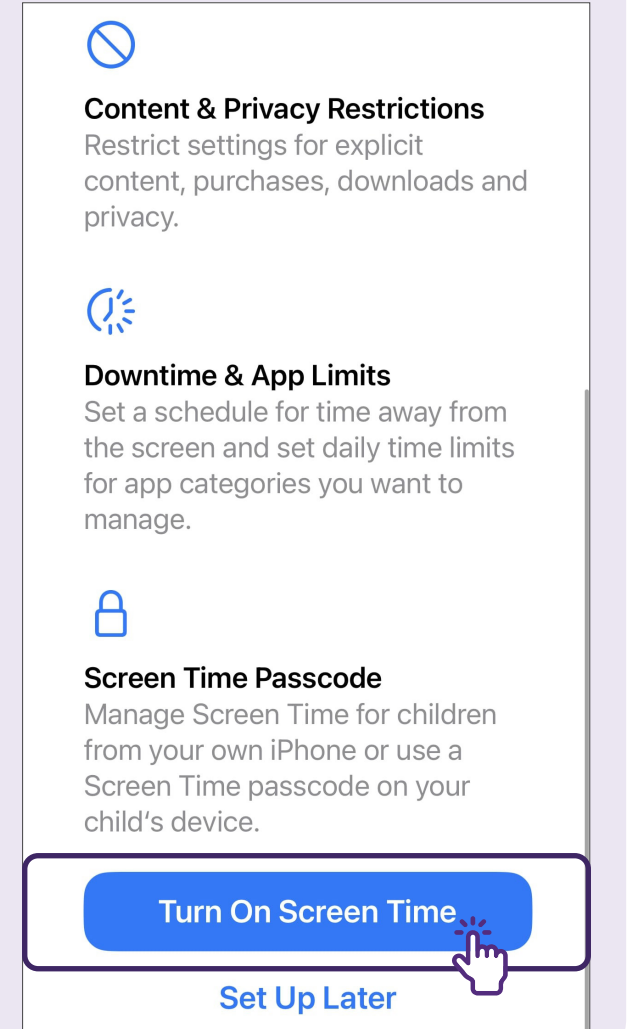 Content & Privacy Restrictions
Restrict settings for explicit
content, purchases, downloads and
privacy.
Downtime & App Limits
Set a schedule for time away from
the screen and set daily time limits
for app categories you want to
manage.
Screen Time Passcode
Manage Screen Time for children
from your own iPhone or use a
Screen Time passcode on your
child‘s device.
Turn On Screen Time
Set Up Later